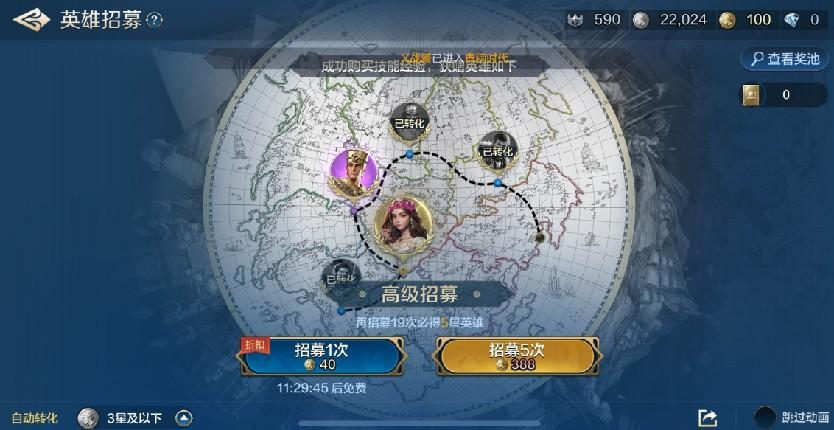 英雄招募
?
590
22,024
100
0
查看奖池
0
已进入
成功购买技能经验，获赠英雄如下
已转化
已转化
已转化
高级招募
再招募19次必得5星英雄
折扣
招募1次
40
招募5次
388
11:29:45 后免费
自动转化
3星及以下
跳过动画